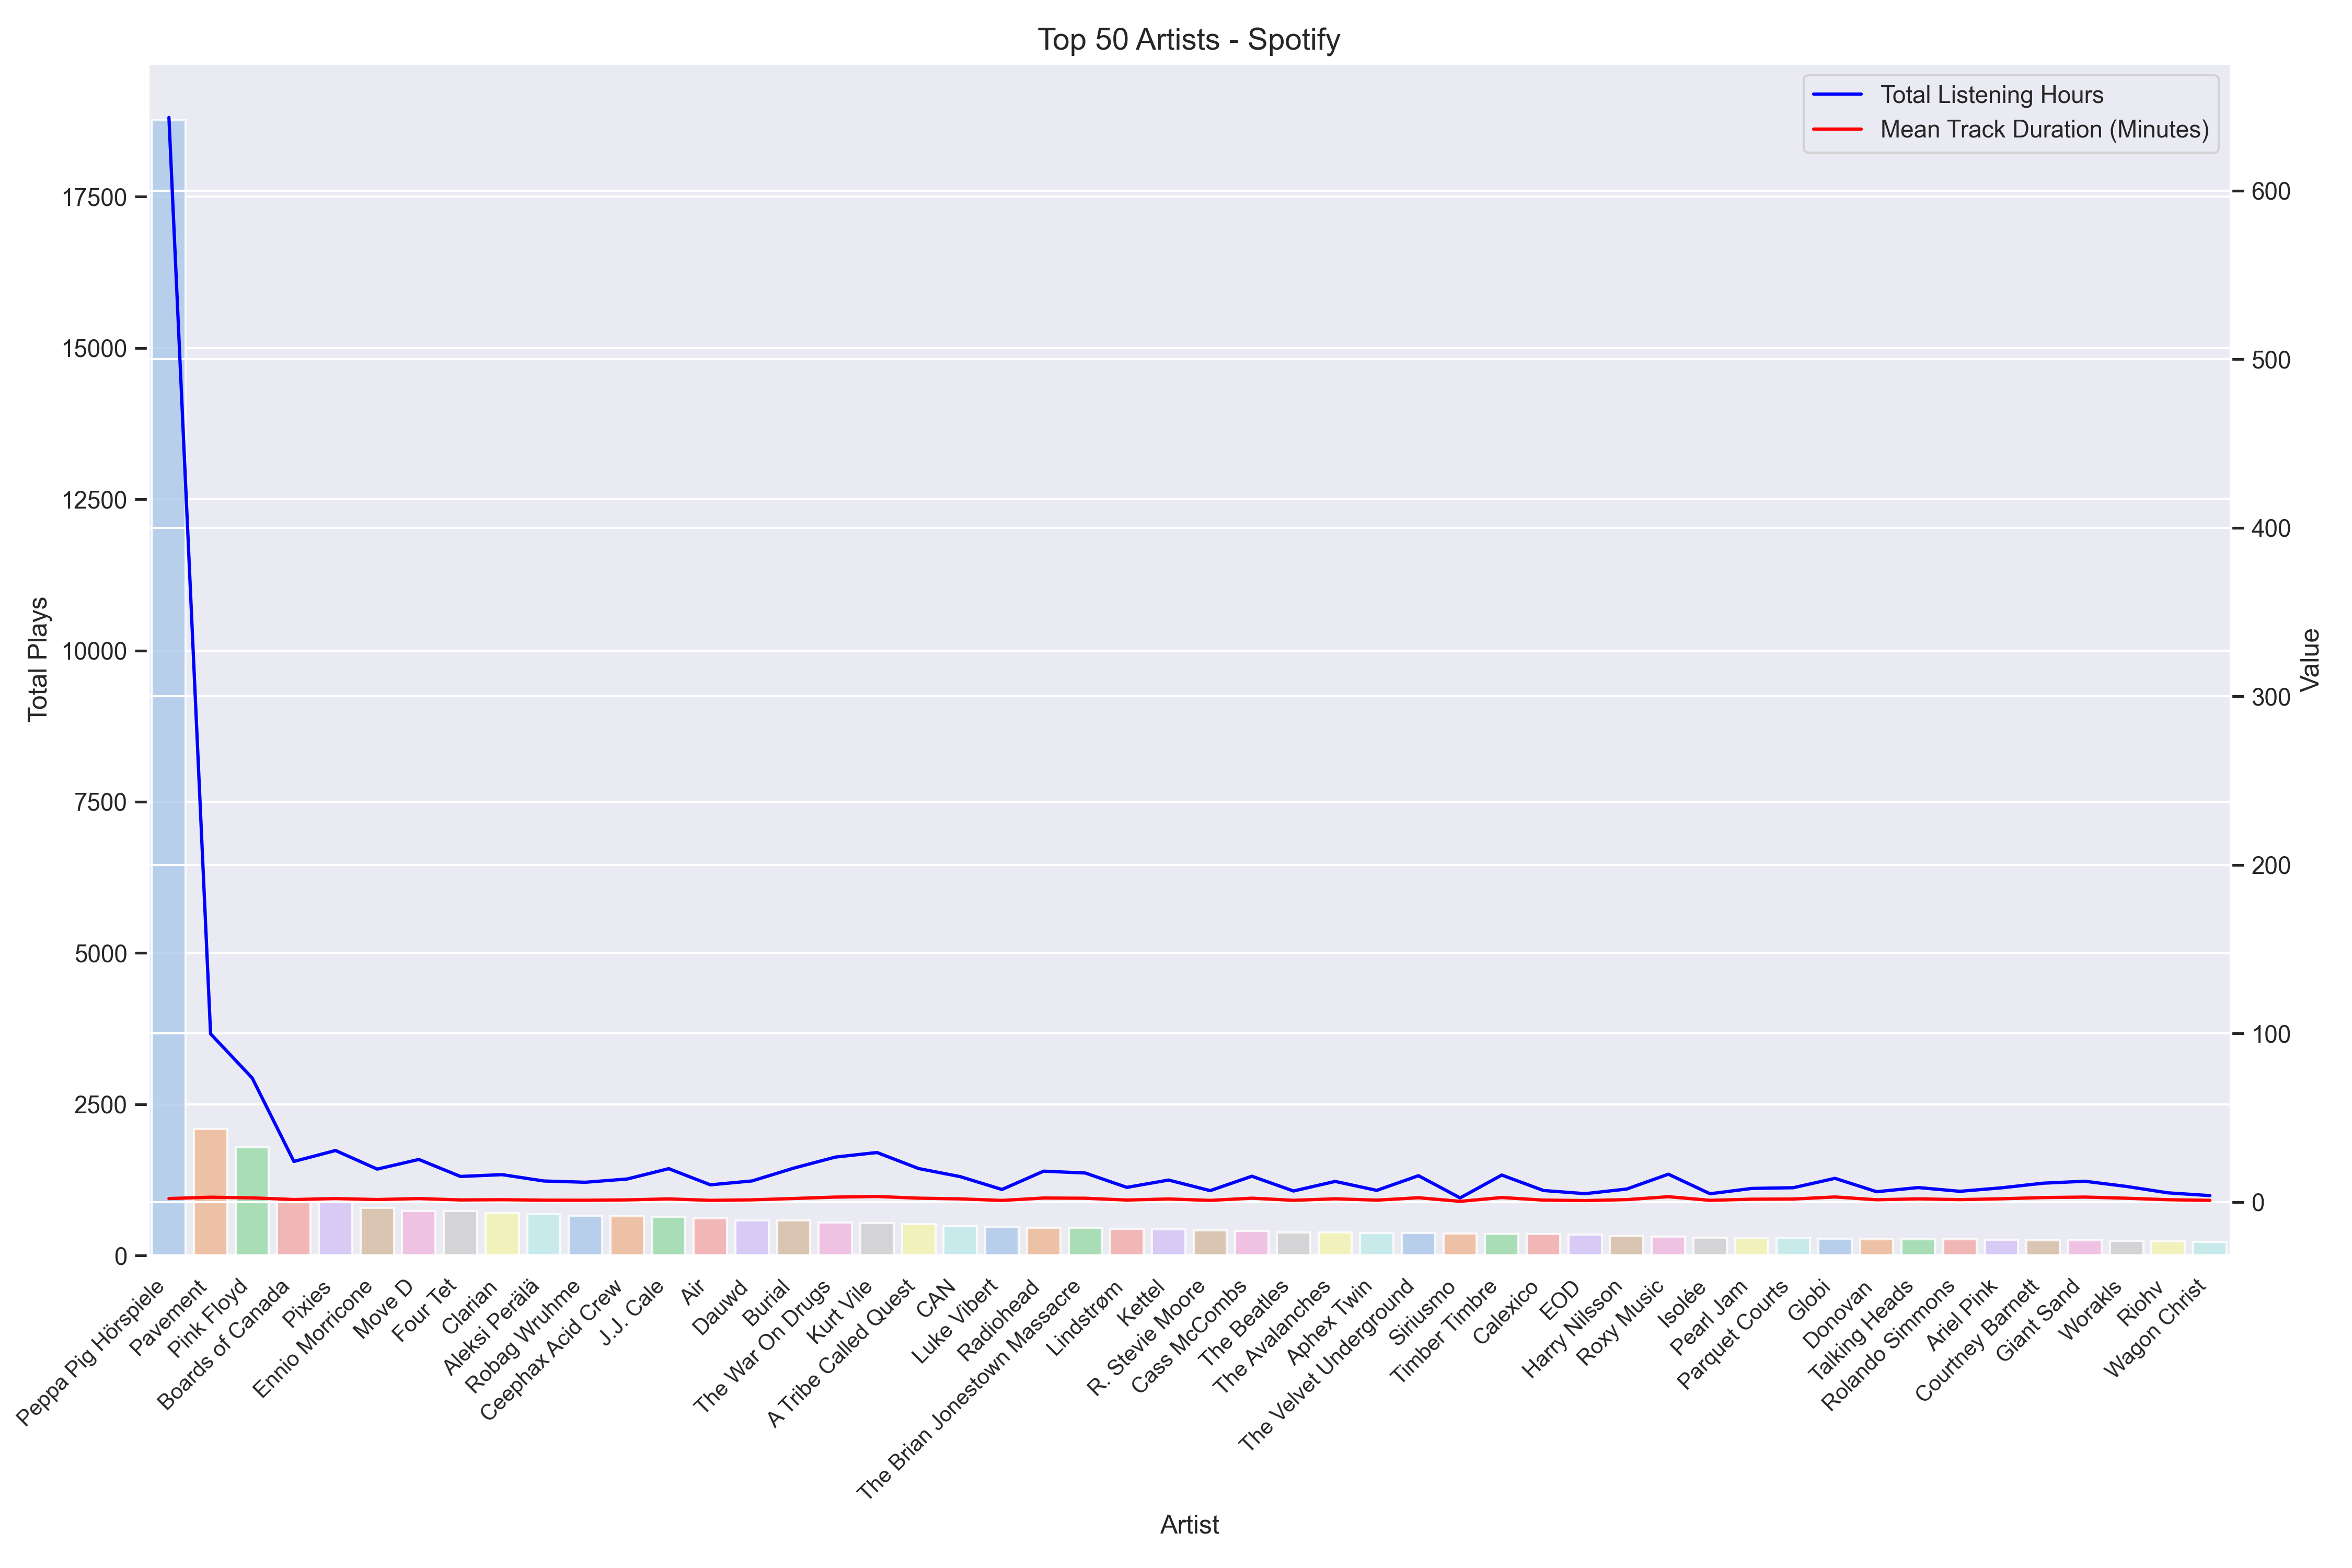 Top 50 Artists - Spotify
Total Listening Hours
Mean Track Duration (Minutes)
Total Plays
17500
15000
12500
10000
7500
5000
2500
0
Value
600
500
400
300
200
100
0
Peppa Pig Hörspiele
Pavement
Pink Floyd
Boards of Canada
Pixies
Ennio Morricone
Move D
Four Tet
Clarian
Aleksi Perälä
Robag Wruhme
Ceephax Acid Crew
J.J. Cale
Air
Dauwd
Burial
The War On Drugs
Kurt Vile
A Tribe Called Quest
CAN
Luke Vibert
Radiohead
The Brian Jonestown Massacre
Lindstrøm
Kettel
R. Stevie Moore
Cass McCombs
The Beatles
The Avalanches
Aphex Twin
The Velvet Underground
Siriusmo
Timber Timbre
Calexico
EOD
Harry Nilsson
Roxy Music
Isolée
Pearl Jam
Parquet Courts
Globi
Donovan
Talking Heads
Rolando Simmons
Ariel Pink
Courtney Barnett
Giant Sand
Worakls
Riohv
Wagon Christ
Artist